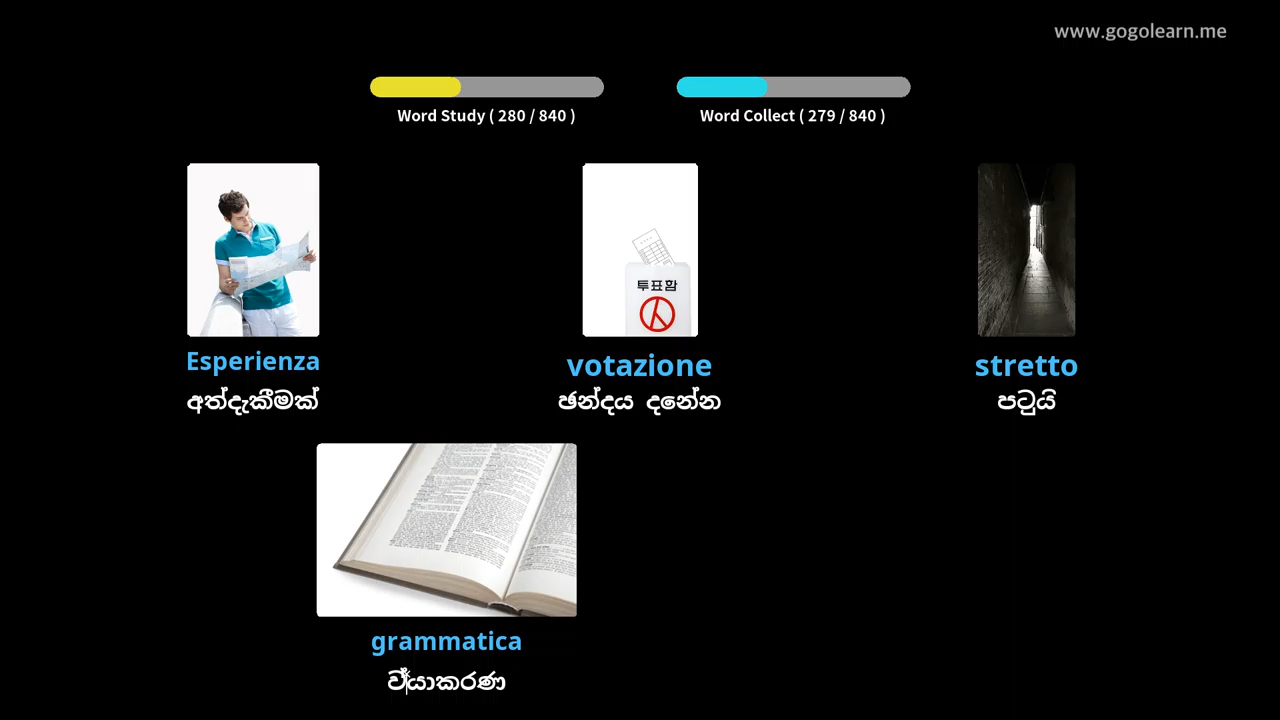 www.gogolearn.me
Word Study ( 280 / 840 )
Word Collect ( 279 / 840 )
투표함
Esperienza
votazione
stretto
අත්දැකීමක්
ඡන්දය දනේන
පටුයි
grammatica
ව්‍යාකරණ